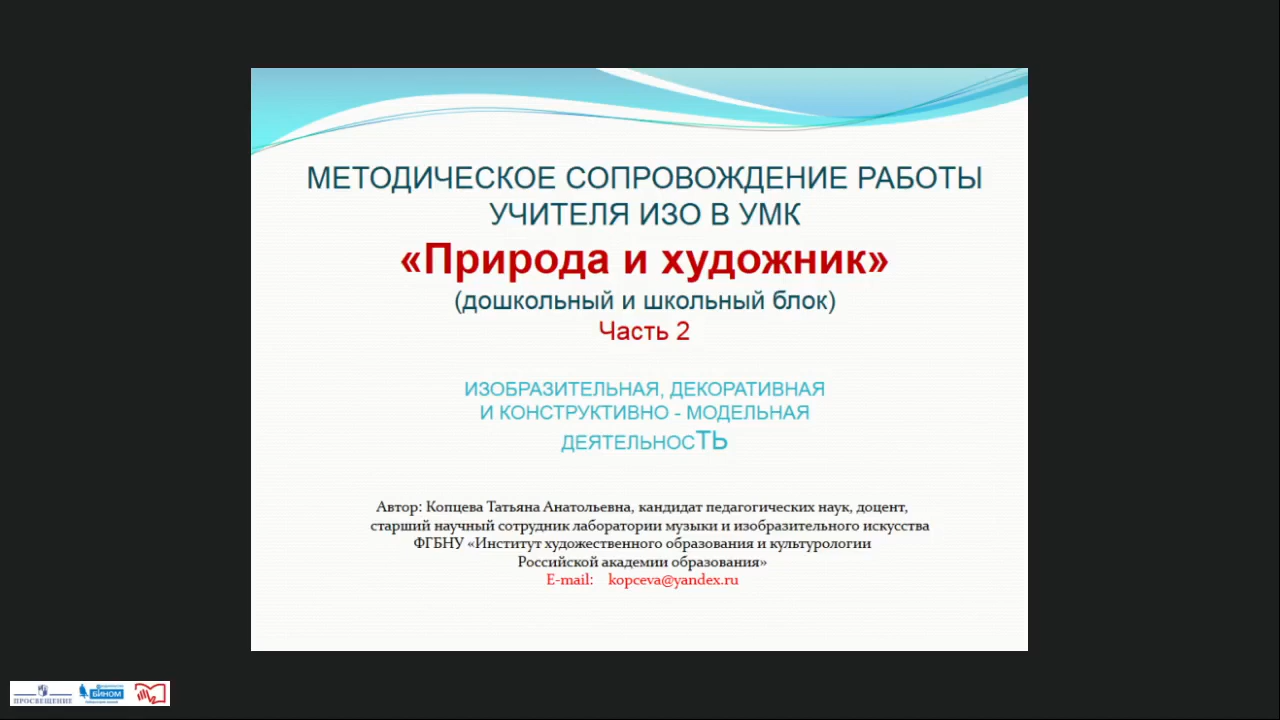 МЕТОДИЧЕСКОЕ СОПРОВОЖДЕНИЕ РАБОТЫ
УЧИТЕЛЯ ИЗО В УМК
«Природа и художник»
(дошкольный и школьный блок)
Часть 2
ИЗОБРАЗИТЕЛЬНАЯ, ДЕКОРАТИВНАЯ
И КОНСТРУКТИВНО - МОДЕЛЬНАЯ
ДЕЯТЕЛЬНОСТЬ
Автор: Копцева Татьяна Анатольевна, кандидат педагогических наук, доцент,
старший научный сотрудник лаборатории музыки и изобразительного искусства
ФГБНУ «Институт художественного образования и культурологии
Российской академии образования»
E-mail: kopceva@yandex.ru
ПРОСВЕЩЕНИЕ
БИНОМ